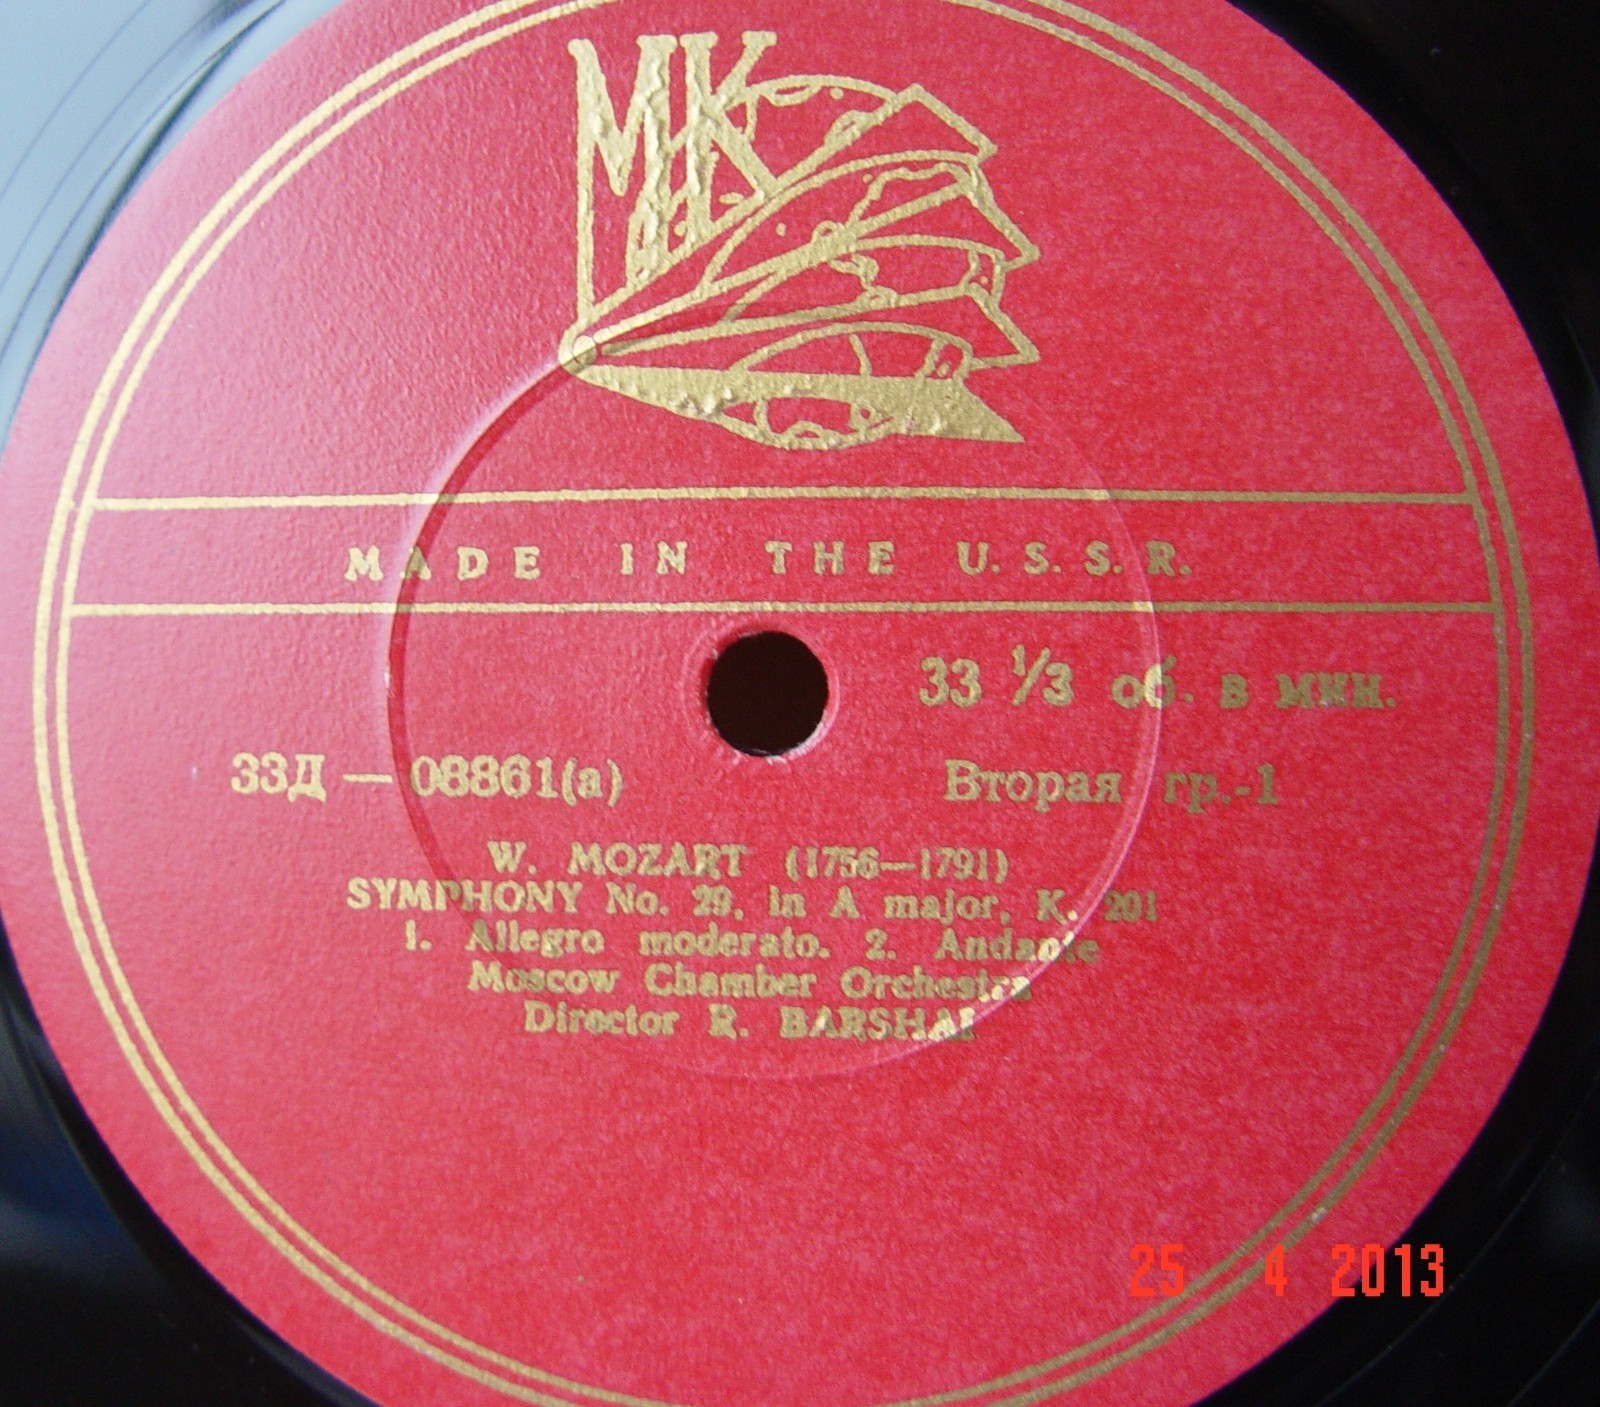 МК
MADE IN THE U.S.S.R.
33 1/3 об. в мин.
33Д — 08861(а) Вторая гр.-1
W. MOZART (1756—1791)
SYMPHONY No. 29, in A major, K. 201
1. Allegro moderato. 2. Andante
Moscow Chamber Orchestra
Director R. BARSHAI
25 4 2013